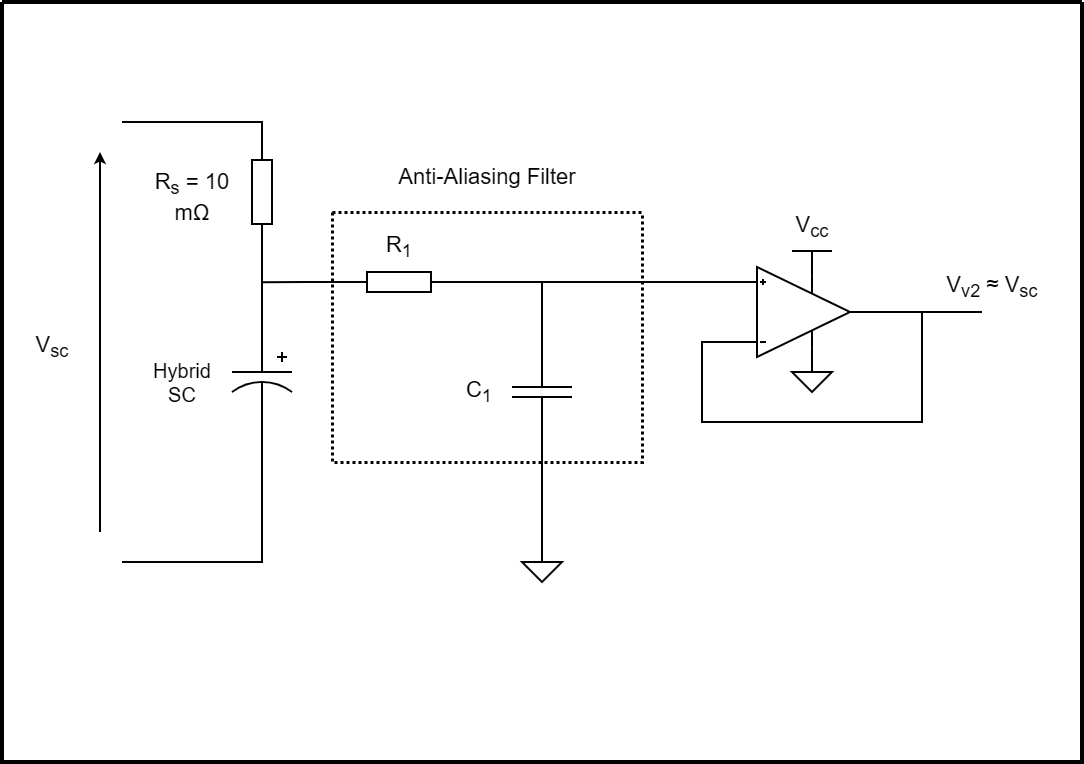 Anti-Aliasing Filter
Rs = 10
mΩ
R1
Vcc
+
-
Vv2 ≈ Vsc
Vsc
+
Hybrid
SC
C1